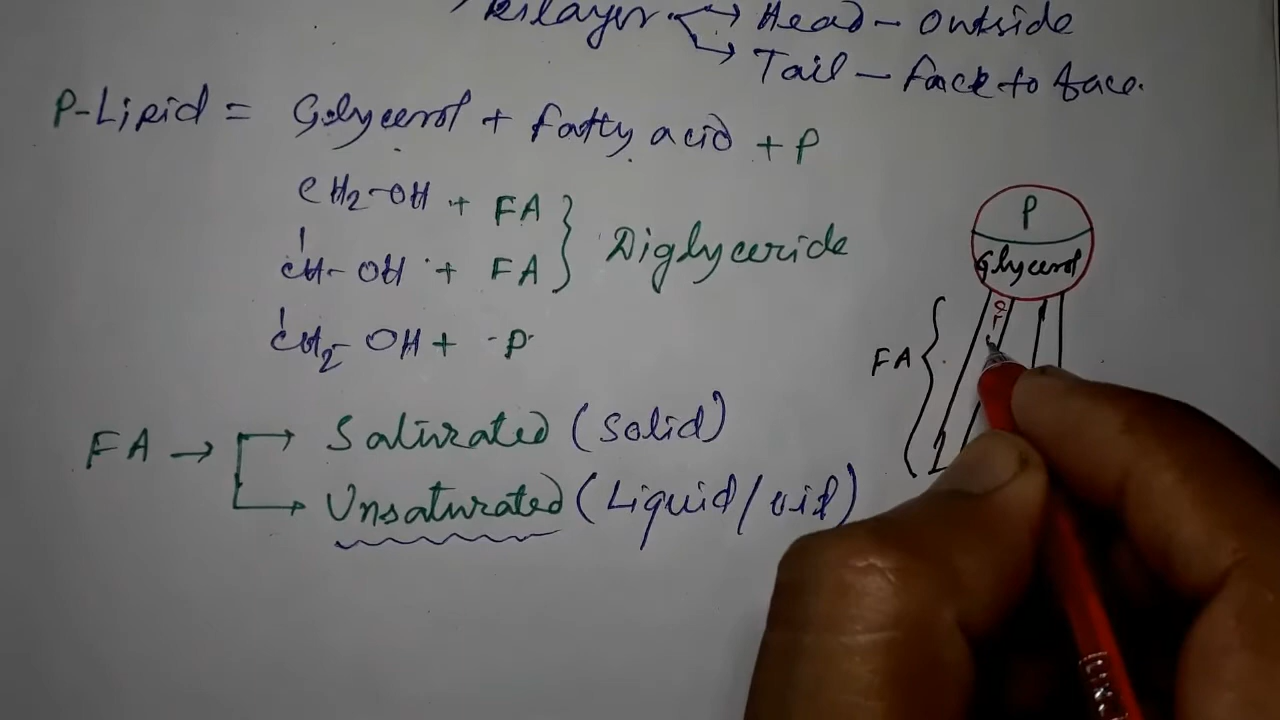 Bilayer → Head - Outside
→ Tail - face to face.
P-Lipid = Glycerol + fatty acid + P
CH2-OH + FA
CH-OH + FA } Diglyceride
CH2-OH + P
FA → Saturated (Solid)
→ Unsaturated (Liquid/oil)
P
Glycerol
FA {